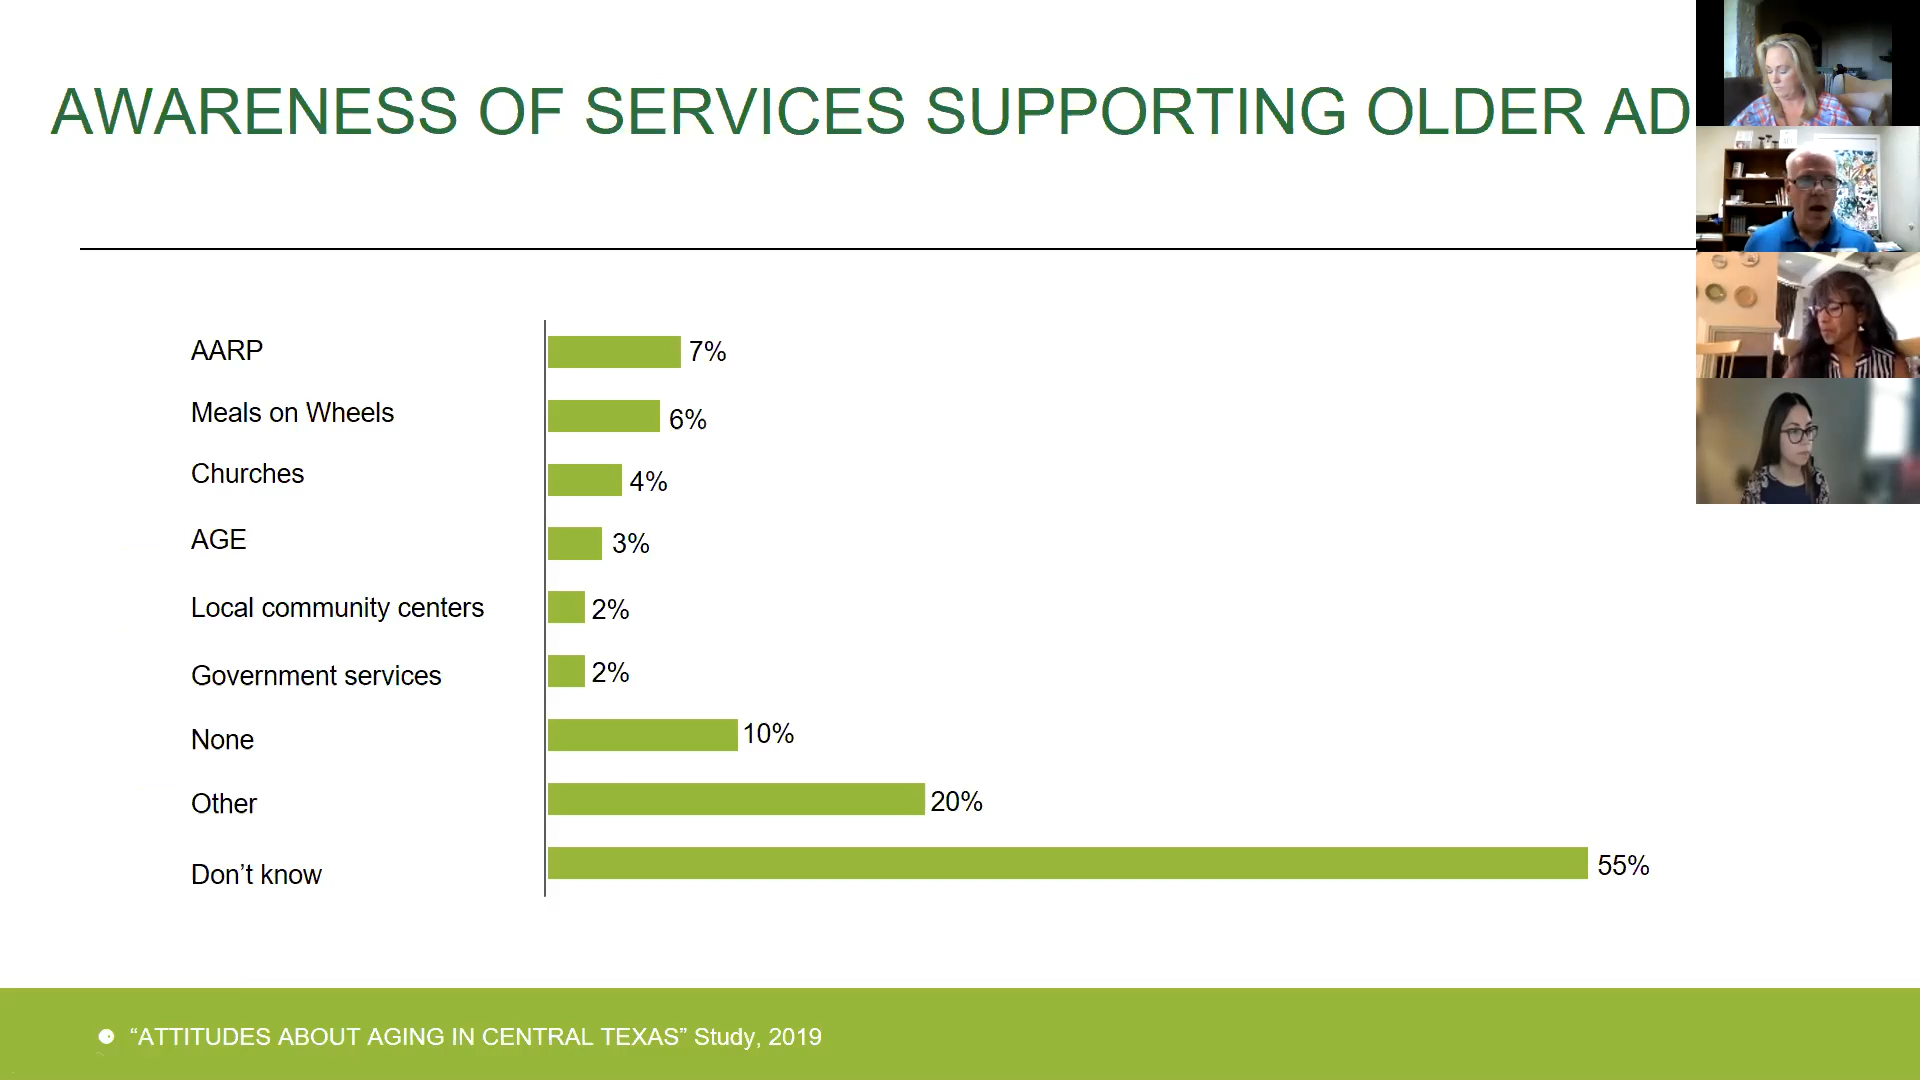 AWARENESS OF SERVICES SUPPORTING OLDER AD
AARP 7%
Meals on Wheels 6%
Churches 4%
AGE 3%
Local community centers 2%
Government services 2%
None 10%
Other 20%
Don’t know 55%
“ATTITUDES ABOUT AGING IN CENTRAL TEXAS” Study, 2019